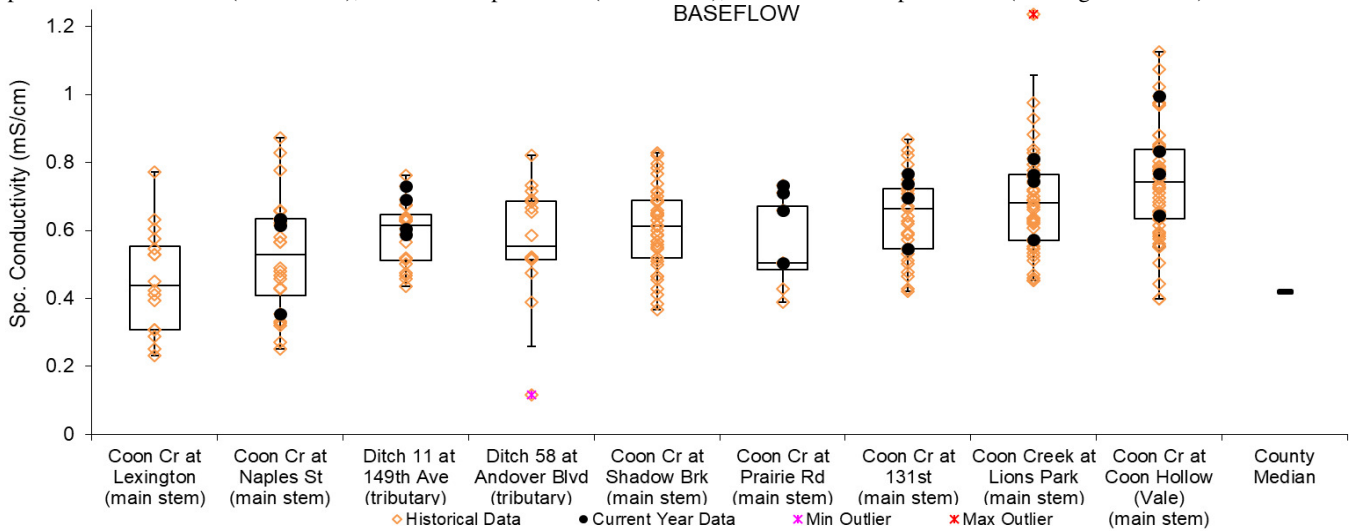 BASEFLOW
Spc. Conductivity (mS/cm)
1.2
1
0.8
0.6
0.4
0.2
0
Coon Cr at
Lexington
(main stem)
Coon Cr at
Naples St
(main stem)
Ditch 11 at
149th Ave
(tributary)
Ditch 58 at
Andover Blvd
(tributary)
Coon Cr at
Shadow Brk
(main stem)
Coon Cr at
Prairie Rd
(main stem)
Coon Cr at
131st
(main stem)
Coon Creek at
Lions Park
(main stem)
Coon Cr at
Coon Hollow
(Vale)
(main stem)
County
Median
Historical Data
Current Year Data
Min Outlier
Max Outlier